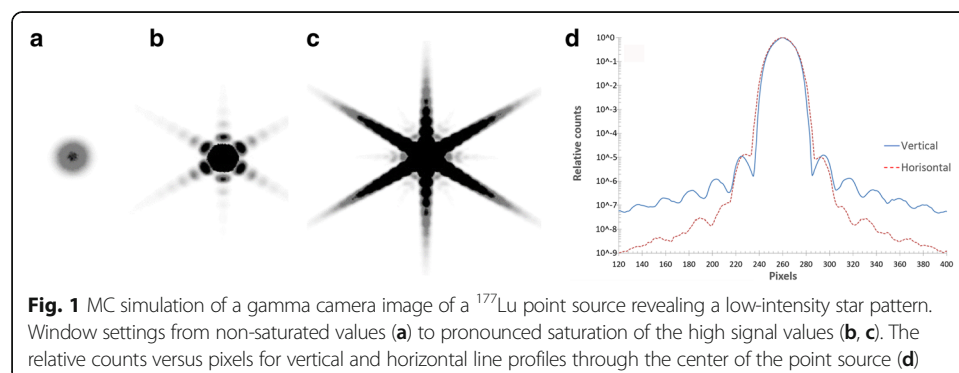 a
b
c
d
10^0
10^-1
10^-2
10^-3
10^-4
10^-5
10^-6
10^-7
10^-8
10^-9
Relative counts
Vertical
Horisontal
120 140 160 180 200 220 240 260 280 300 320 340 360 380 400
Pixels
Fig. 1 MC simulation of a gamma camera image of a ¹⁷⁷Lu point source revealing a low-intensity star pattern.
Window settings from non-saturated values (a) to pronounced saturation of the high signal values (b, c). The
relative counts versus pixels for vertical and horizontal line profiles through the center of the point source (d)